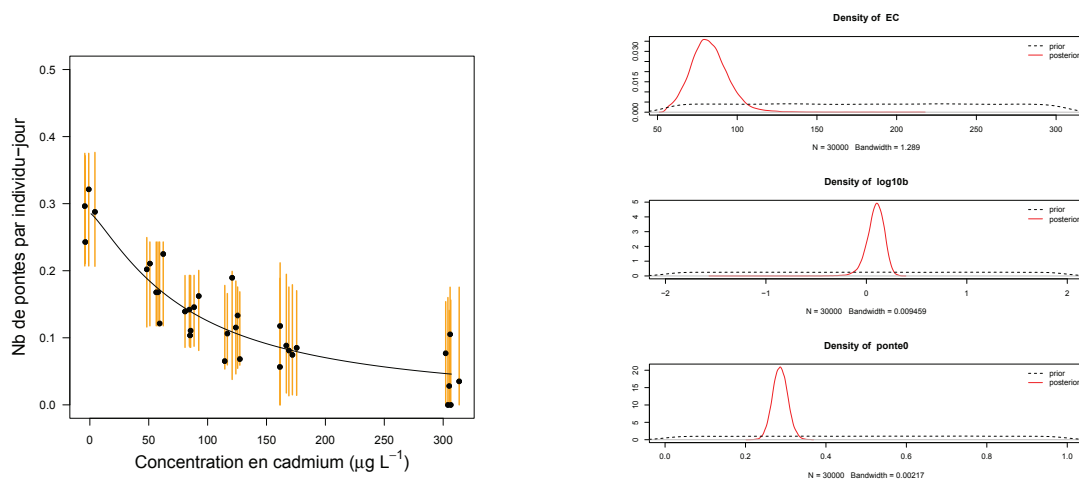 Nb de pontes par individu-jour
0.5
0.4
0.3
0.2
0.1
0.0
0 50 100 150 200 250 300
Concentration en cadmium (μg L−1)
Density of EC
0.030
0.015
0.000
prior
posterior
50 100 150 200 250 300
N = 30000 Bandwidth = 1.289
Density of log10b
5
4
3
2
1
0
prior
posterior
−2 −1 0 1 2
N = 30000 Bandwidth = 0.009459
Density of ponte0
20
15
10
5
0
prior
posterior
0.0 0.2 0.4 0.6 0.8 1.0
N = 30000 Bandwidth = 0.00217